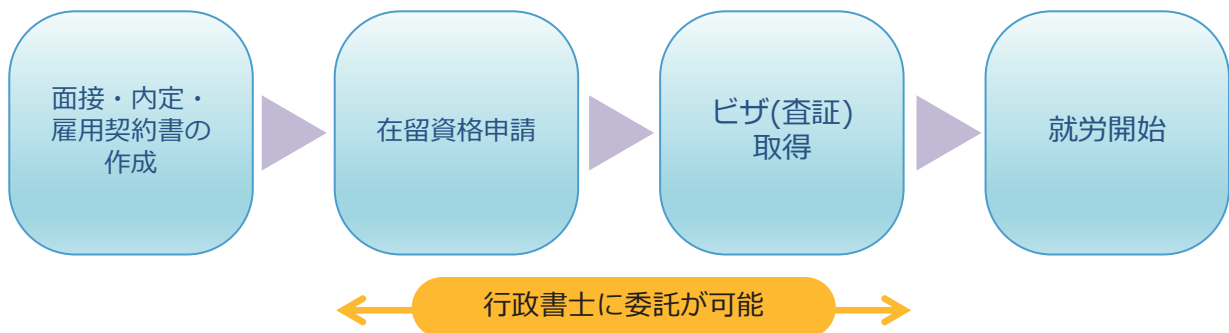 面接・内定・
雇用契約書の
作成
在留資格申請
ビザ(査証)
取得
就労開始
行政書士に委託が可能